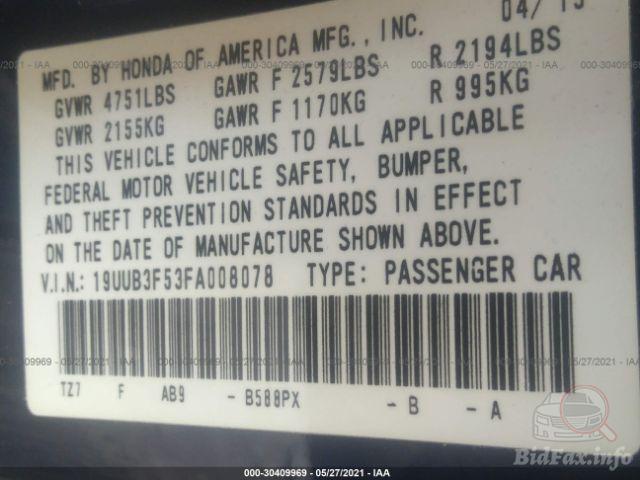 04/15
MFD. BY HONDA OF AMERICA MFG., INC.
GVWR 4751LBS GAWR F 2579LBS R 2194LBS
GVWR 2155KG GAWR F 1170KG R 995KG
THIS VEHICLE CONFORMS TO ALL APPLICABLE
FEDERAL MOTOR VEHICLE SAFETY, BUMPER,
AND THEFT PREVENTION STANDARDS IN EFFECT
ON THE DATE OF MANUFACTURE SHOWN ABOVE.
V.I.N.: 19UUB3F53FA008078 TYPE: PASSENGER CAR
TZ7 F AB9 - B588PX - B - A
000-30409969 - 05/27/2021 - IAA
BidFax.info